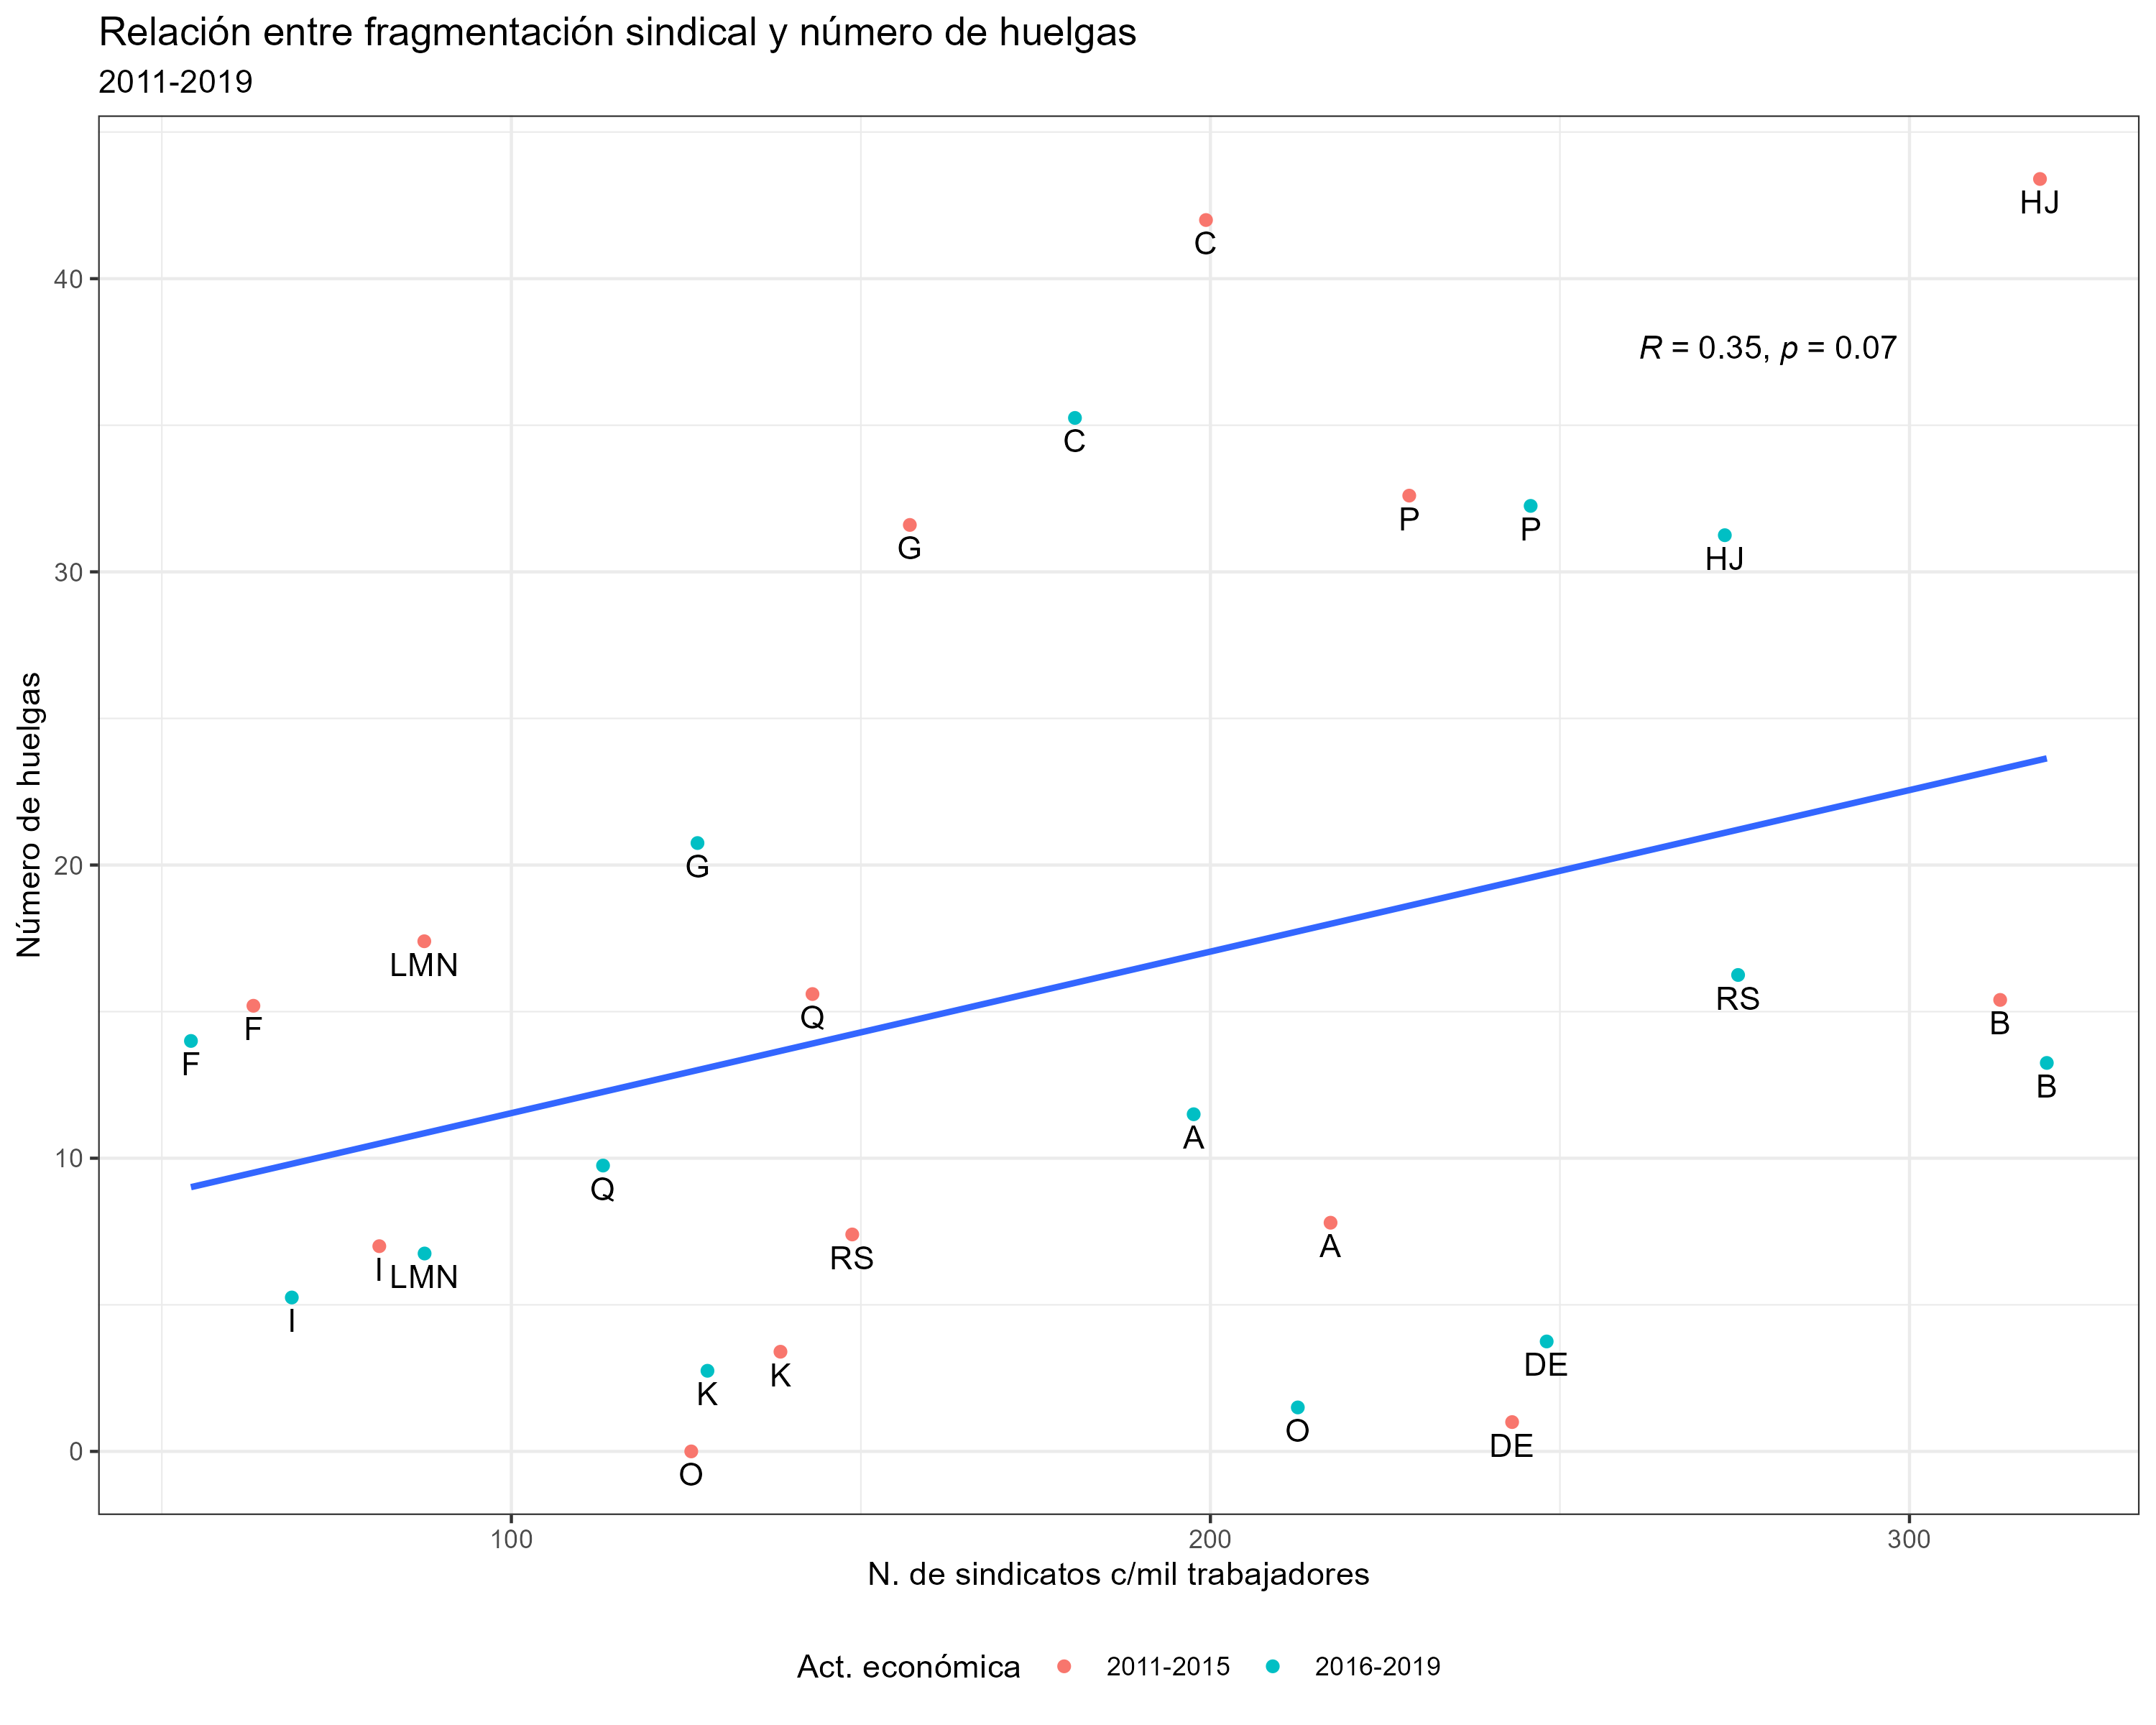 Relación entre fragmentación sindical y número de huelgas
2011-2019
HJ
C
40
R = 0.35, p = 0.07
C
P
P
G
HJ
30
Número de huelgas
G
20
LMN
RS
Q
B
F
F
B
A
10
Q
A
RS
I
LMN
I
DE
K
K
O
DE
0
O
100
200
300
N. de sindicatos c/mil trabajadores
Act. económica 2011-2015 2016-2019